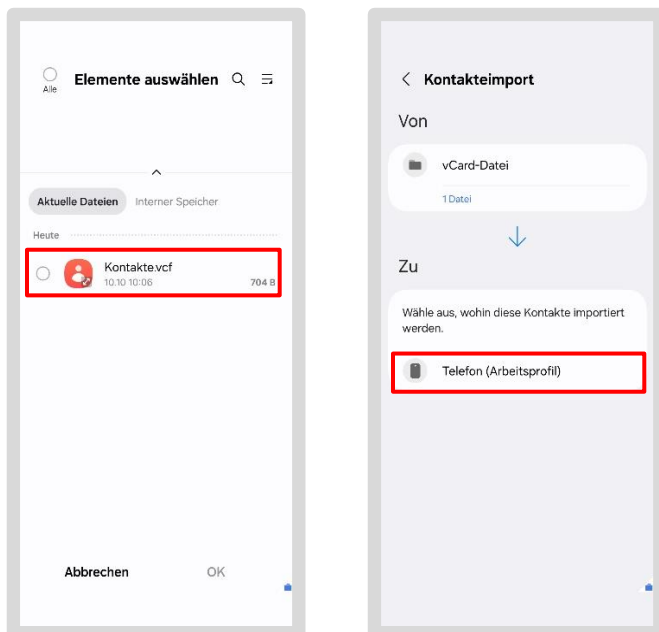 Alle
Elemente auswählen
Aktuelle Dateien
Interner Speicher
Heute
Kontakte.vcf
10.10 10:06
704 B
Abbrechen
OK
Kontakteimport
Von
vCard-Datei
1 Datei
Zu
Wähle aus, wohin diese Kontakte importiert
werden.
Telefon (Arbeitsprofil)